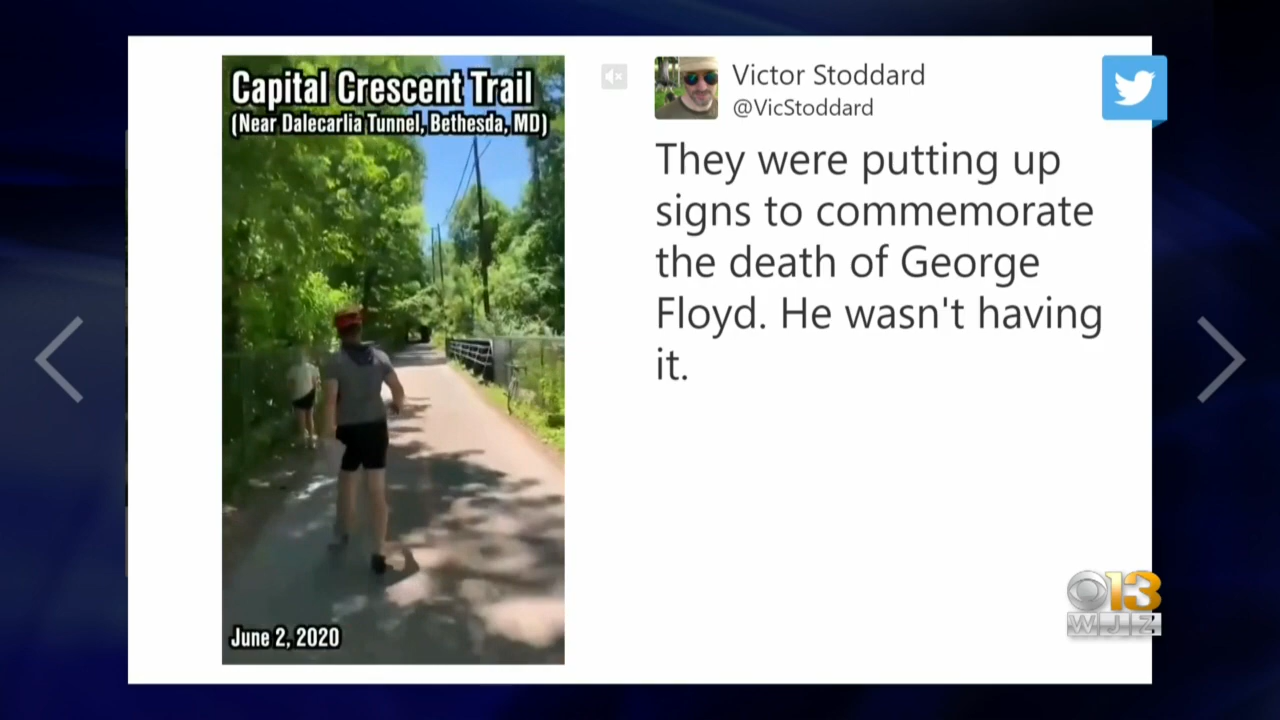 Capital Crescent Trail
(Near Dalecarlia Tunnel, Bethesda, MD)
June 2, 2020
Victor Stoddard
@VicStoddard
They were putting up
signs to commemorate
the death of George
Floyd. He wasn't having
it.
13
WJZ